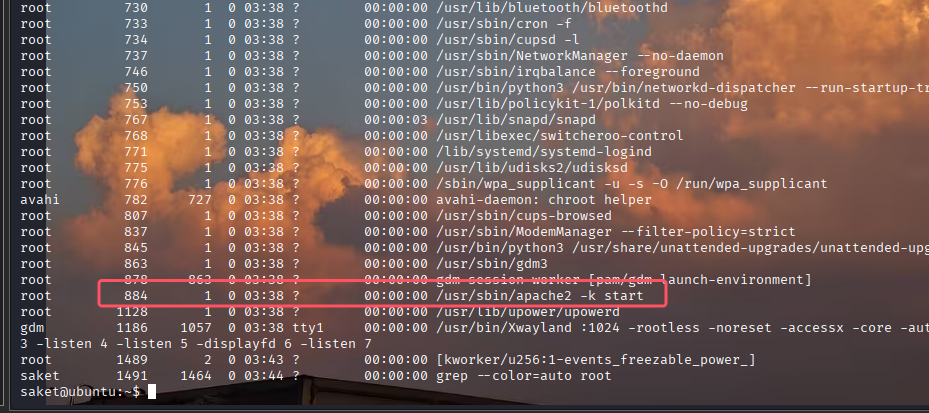 root 730 1 0 03:38 ? 00:00:00 /usr/lib/bluetooth/bluetoothd
root 733 1 0 03:38 ? 00:00:00 /usr/sbin/cron -f
root 734 1 0 03:38 ? 00:00:00 /usr/sbin/cupsd -l
root 737 1 0 03:38 ? 00:00:00 /usr/sbin/NetworkManager --no-daemon
root 746 1 0 03:38 ? 00:00:00 /usr/sbin/irqbalance --foreground
root 750 1 0 03:38 ? 00:00:00 /usr/bin/python3 /usr/bin/networkd-dispatcher --run-startup-tr
root 753 1 0 03:38 ? 00:00:00 /usr/lib/policykit-1/polkitd --no-debug
root 767 1 0 03:38 ? 00:00:03 /usr/lib/snapd/snapd
root 768 1 0 03:38 ? 00:00:00 /usr/libexec/switcheroo-control
root 771 1 0 03:38 ? 00:00:00 /lib/systemd/systemd-logind
root 775 1 0 03:38 ? 00:00:00 /usr/lib/udisks2/udisksd
root 776 1 0 03:38 ? 00:00:00 /sbin/wpa_supplicant -u -s -O /run/wpa_supplicant
avahi 782 727 0 03:38 ? 00:00:00 avahi-daemon: chroot helper
root 807 1 0 03:38 ? 00:00:00 /usr/sbin/cups-browsed
root 837 1 0 03:38 ? 00:00:00 /usr/sbin/ModemManager --filter-policy=strict
root 845 1 0 03:38 ? 00:00:00 /usr/bin/python3 /usr/share/unattended-upgrades/unattended-upg
root 863 1 0 03:38 ? 00:00:00 /usr/sbin/gdm3
root 878 863 0 03:38 ? 00:00:00 gdm-session-worker [pam/gdm-launch-environment]
root 884 1 0 03:38 ? 00:00:00 /usr/sbin/apache2 -k start
root 1128 1 0 03:38 ? 00:00:00 /usr/lib/upower/upowerd
gdm 1186 1057 0 03:38 tty1 00:00:00 /usr/bin/Xwayland :1024 -rootless -noreset -accessx -core -aut
3 -listen 4 -listen 5 -displayfd 6 -listen 7
root 1489 2 0 03:43 ? 00:00:00 [kworker/u256:1-events_freezable_power_]
saket 1491 1464 0 03:44 ? 00:00:00 grep --color=auto root
saket@ubuntu:~$